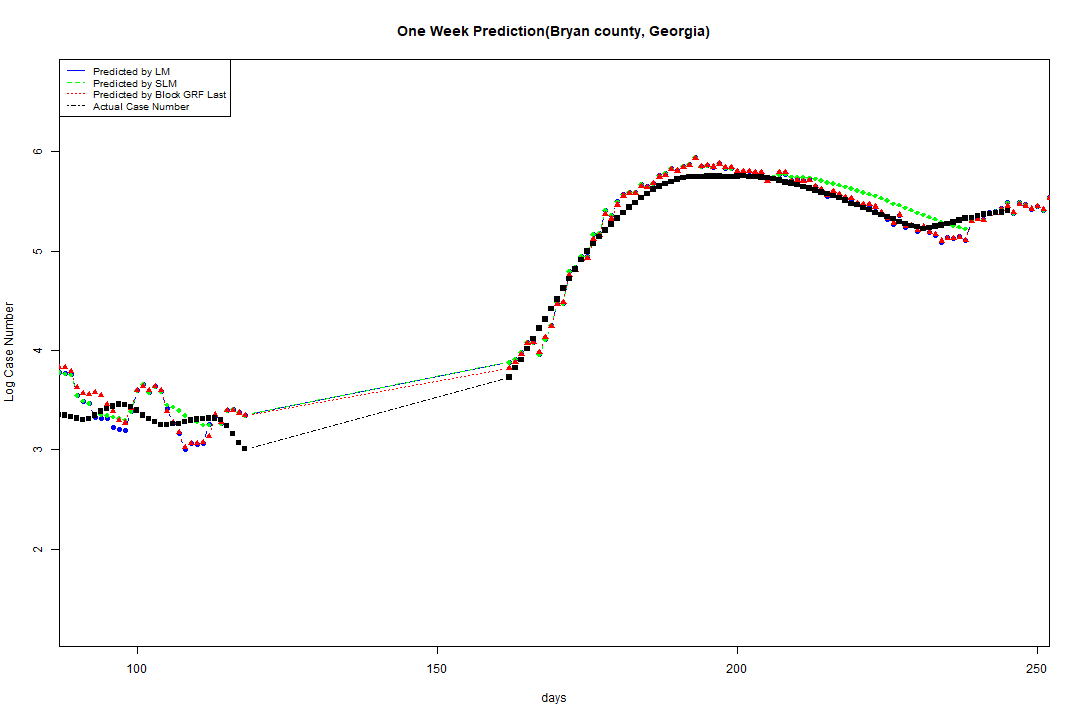 One Week Prediction(Bryan county, Georgia)
Predicted by LM
Predicted by SLM
Predicted by Block GRF Last
Actual Case Number
6
5
4
3
2
Log Case Number
100
150
200
250
days